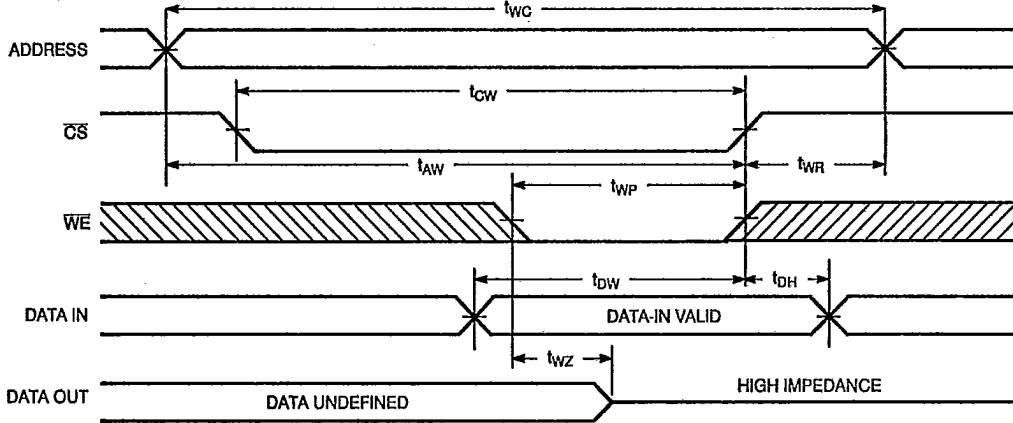 tWC
ADDRESS
tCW
CS
tAW
tWR
tWP
WE
tDW
tDH
DATA IN
DATA-IN VALID
tWZ
DATA OUT
DATA UNDEFINED
HIGH IMPEDANCE